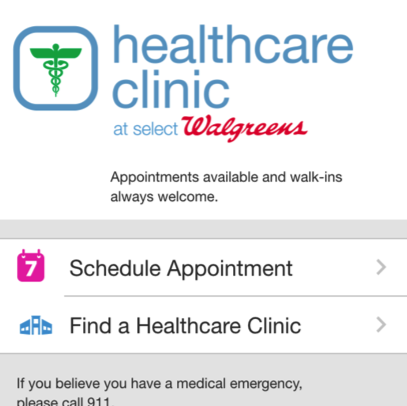 healthcare
clinic
at select Walgreens
Appointments available and walk-ins
always welcome.
7 Schedule Appointment
Find a Healthcare Clinic
If you believe you have a medical emergency,
please call 911.